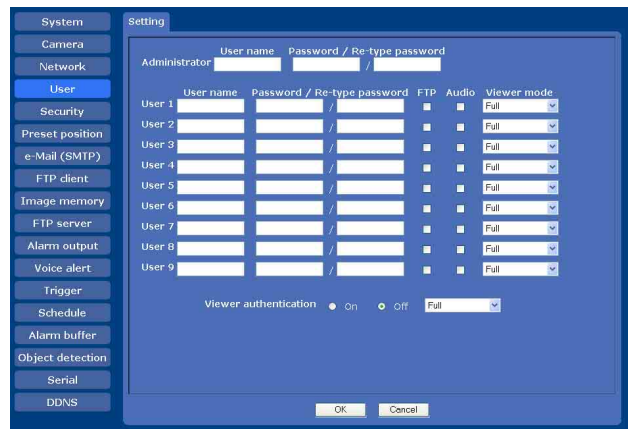 System
Camera
Network
User
Security
Preset position
e-Mail (SMTP)
FTP client
Image memory
FTP server
Alarm output
Voice alert
Trigger
Schedule
Alarm buffer
Object detection
Serial
DDNS
Setting
User name Password / Re-type password
Administrator /
User name Password / Re-type password FTP Audio Viewer mode
User 1 / Full
User 2 / Full
User 3 / Full
User 4 / Full
User 5 / Full
User 6 / Full
User 7 / Full
User 8 / Full
User 9 / Full
Viewer authentication On Off Full
OK Cancel